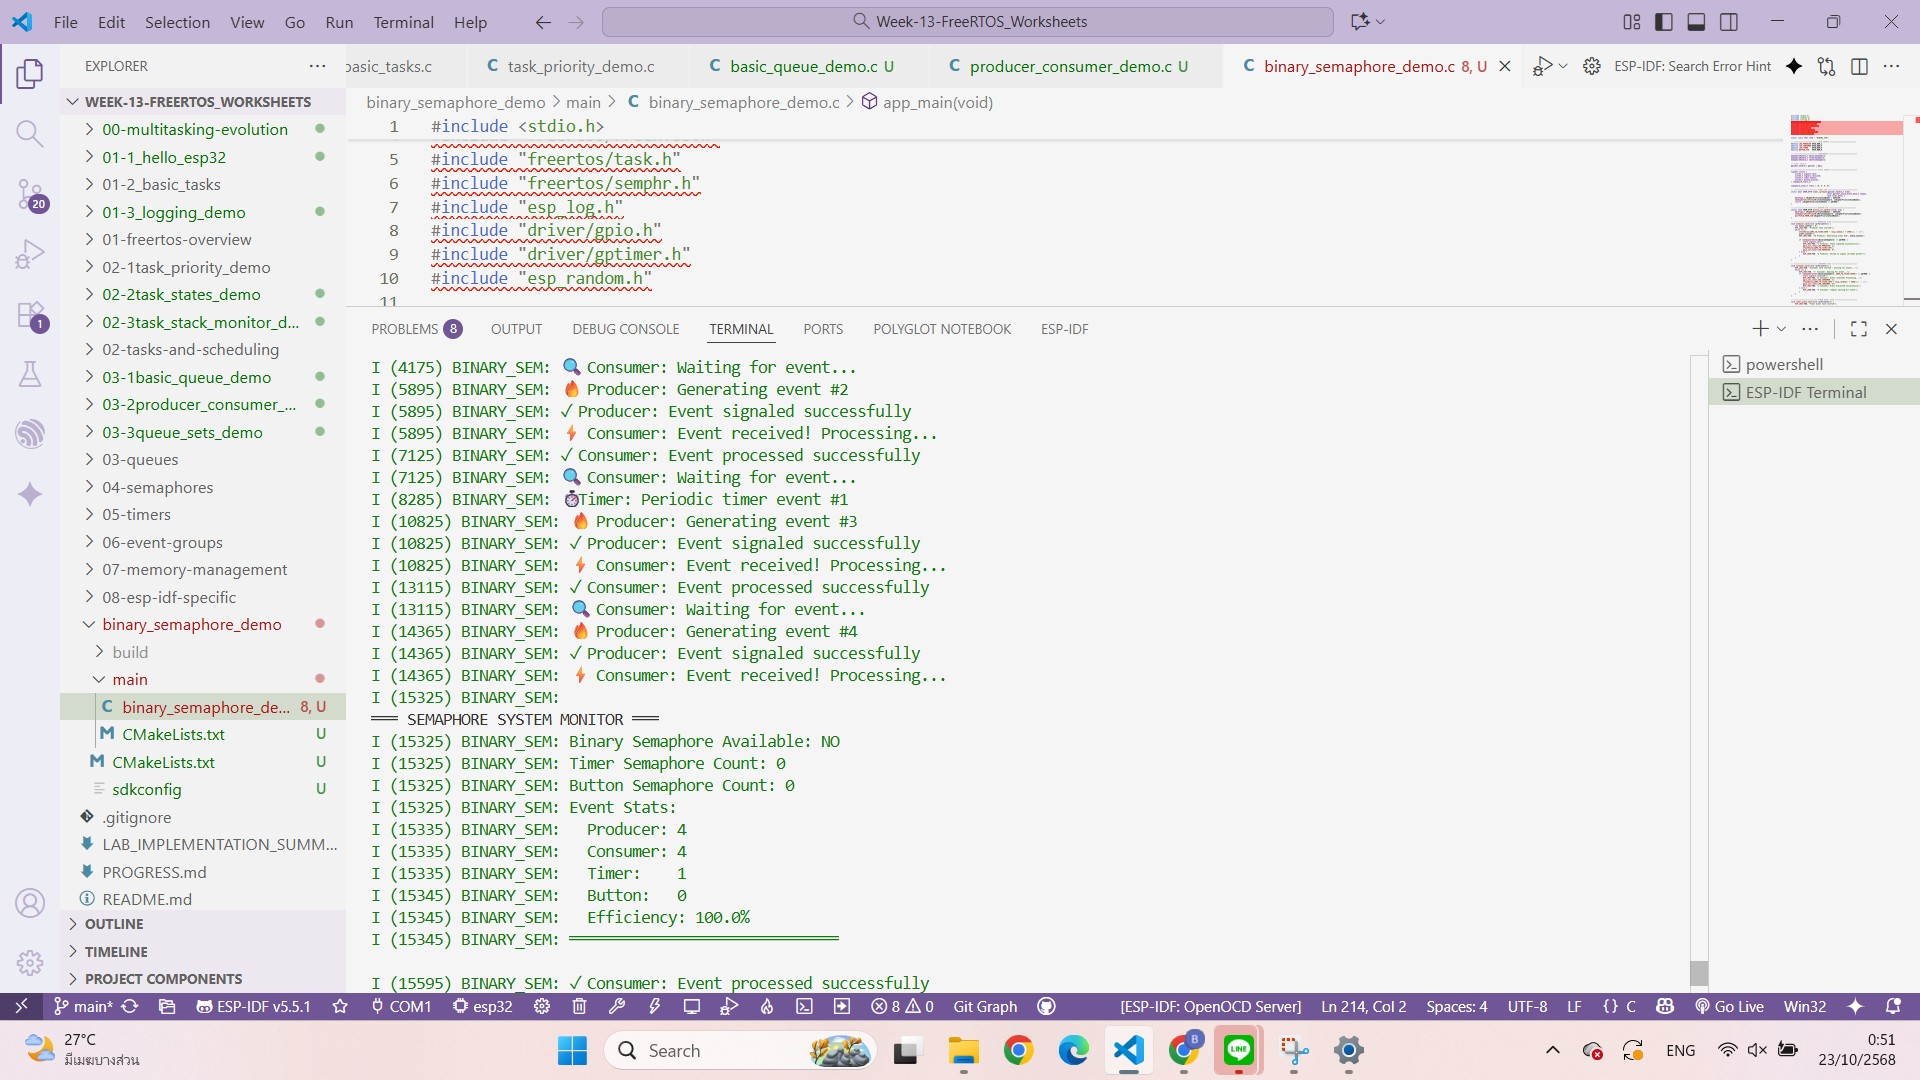 File Edit Selection View Go Run Terminal Help
Week-13-FreeRTOS_Worksheets
EXPLORER
basic_tasks.c
task_priority_demo.c
basic_queue_demo.c U
producer_consumer_demo.c U
binary_semaphore_demo.c 8, U
ESP-IDF: Search Error Hint
WEEK-13-FREERTOS_WORKSHEETS
00-multitasking-evolution
01-1_hello_esp32
01-2_basic_tasks
01-3_logging_demo
01-freertos-overview
02-1task_priority_demo
02-2task_states_demo
02-3task_stack_monitor_d...
02-tasks-and-scheduling
03-1basic_queue_demo
03-2producer_consumer_...
03-3queue_sets_demo
03-queues
04-semaphores
05-timers
06-event-groups
07-memory-management
08-esp-idf-specific
binary_semaphore_demo
build
main
binary_semaphore_de... 8, U
CMakeLists.txt U
CMakeLists.txt U
sdkconfig U
.gitignore
LAB_IMPLEMENTATION_SUMM...
PROGRESS.md
README.md
OUTLINE
TIMELINE
PROJECT COMPONENTS
20
1
binary_semaphore_demo > main > C binary_semaphore_demo.c > app_main(void)
1 #include <stdio.h>
5 #include "freertos/task.h"
6 #include "freertos/semphr.h"
7 #include "esp_log.h"
8 #include "driver/gpio.h"
9 #include "driver/gptimer.h"
10 #include "esp_random.h"
11
PROBLEMS 8 OUTPUT DEBUG CONSOLE TERMINAL PORTS POLYGLOT NOTEBOOK ESP-IDF
powershell
ESP-IDF Terminal
I (4175) BINARY_SEM: 🔍 Consumer: Waiting for event...
I (5895) BINARY_SEM: 🔥 Producer: Generating event #2
I (5895) BINARY_SEM: ✓ Producer: Event signaled successfully
I (5895) BINARY_SEM: ⚡ Consumer: Event received! Processing...
I (7125) BINARY_SEM: ✓ Consumer: Event processed successfully
I (7125) BINARY_SEM: 🔍 Consumer: Waiting for event...
I (8285) BINARY_SEM: ⏱Timer: Periodic timer event #1
I (10825) BINARY_SEM: 🔥 Producer: Generating event #3
I (10825) BINARY_SEM: ✓ Producer: Event signaled successfully
I (10825) BINARY_SEM: ⚡ Consumer: Event received! Processing...
I (13115) BINARY_SEM: ✓ Consumer: Event processed successfully
I (13115) BINARY_SEM: 🔍 Consumer: Waiting for event...
I (14365) BINARY_SEM: 🔥 Producer: Generating event #4
I (14365) BINARY_SEM: ✓ Producer: Event signaled successfully
I (14365) BINARY_SEM: ⚡ Consumer: Event received! Processing...
I (15325) BINARY_SEM:
═══ SEMAPHORE SYSTEM MONITOR ═══
I (15325) BINARY_SEM: Binary Semaphore Available: NO
I (15325) BINARY_SEM: Timer Semaphore Count: 0
I (15325) BINARY_SEM: Button Semaphore Count: 0
I (15325) BINARY_SEM: Event Stats:
I (15335) BINARY_SEM: Producer: 4
I (15335) BINARY_SEM: Consumer: 4
I (15335) BINARY_SEM: Timer: 1
I (15345) BINARY_SEM: Button: 0
I (15345) BINARY_SEM: Efficiency: 100.0%
I (15345) BINARY_SEM: ══════════════════════════════
I (15595) BINARY_SEM: ✓ Consumer: Event processed successfully
main* ESP-IDF v5.5.1 COM1 esp32 8 0 Git Graph [ESP-IDF: OpenOCD Server] Ln 214, Col 2 Spaces: 4 UTF-8 LF {} C Go Live Win32
27°C
มีเมฆบางส่วน
Search
LINE
B
ENG
0:51
23/10/2568